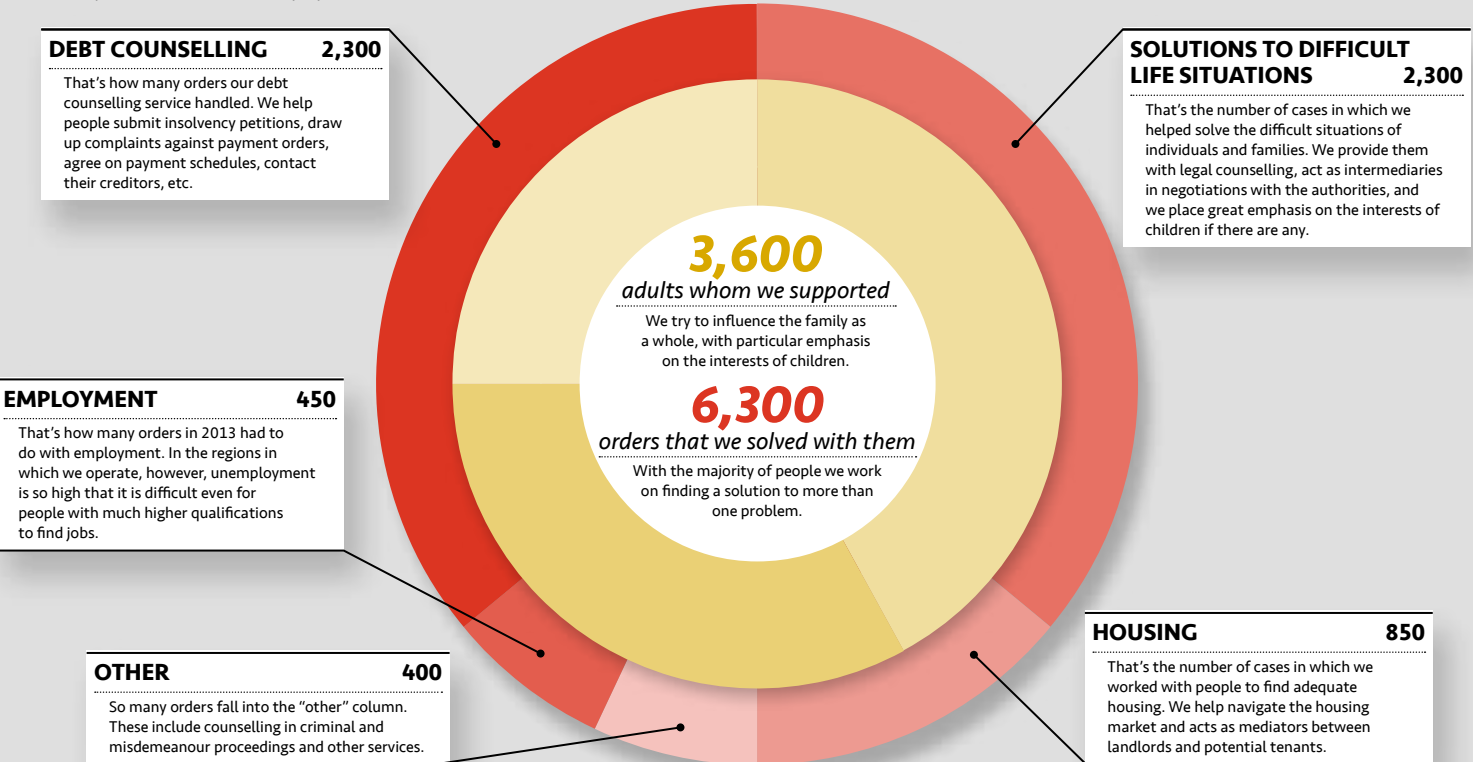 DEBT COUNSELLING 2,300
That's how many orders our debt
counselling service handled. We help
people submit insolvency petitions, draw
up complaints against payment orders,
agree on payment schedules, contact
their creditors, etc.
SOLUTIONS TO DIFFICULT
LIFE SITUATIONS 2,300
That's the number of cases in which we
helped solve the difficult situations of
individuals and families. We provide them
with legal counselling, act as intermediaries
in negotiations with the authorities, and
we place great emphasis on the interests of
children if there are any.
3,600
adults whom we supported
We try to influence the family as
a whole, with particular emphasis
on the interests of children.
6,300
orders that we solved with them
With the majority of people we work
on finding a solution to more than
one problem.
EMPLOYMENT 450
That's how many orders in 2013 had to
do with employment. In the regions in
which we operate, however, unemployment
is so high that it is difficult even for
people with much higher qualifications
to find jobs.
OTHER 400
So many orders fall into the "other" column.
These include counselling in criminal and
misdemeanour proceedings and other services.
HOUSING 850
That's the number of cases in which we
worked with people to find adequate
housing. We help navigate the housing
market and acts as mediators between
landlords and potential tenants.